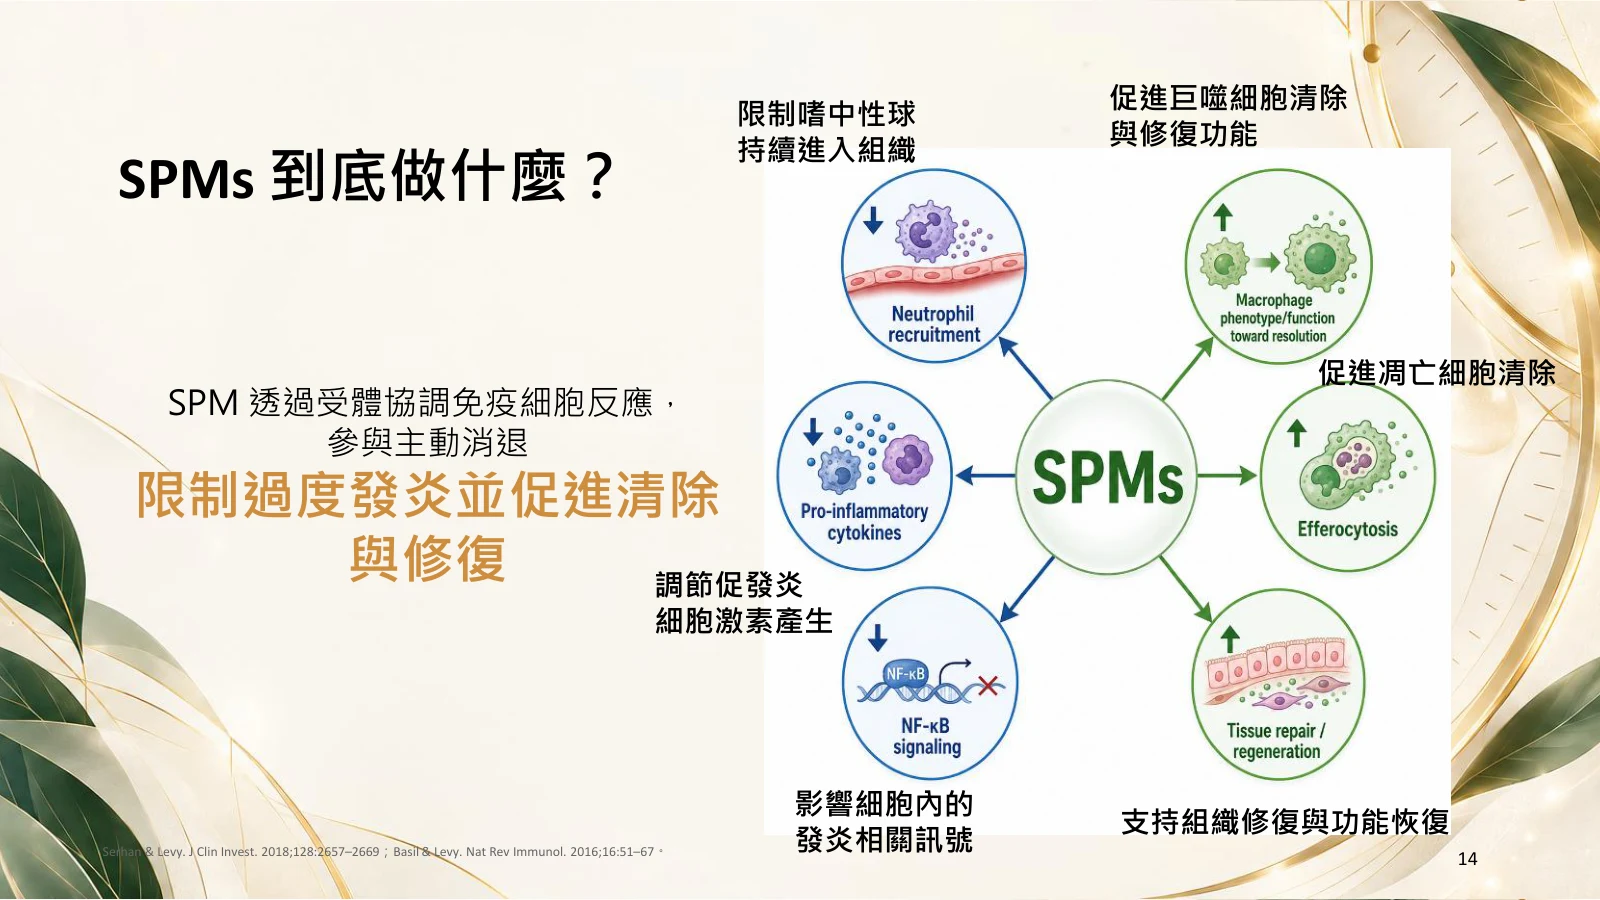 SPMs 到底做什麼？
SPM 透過受體協調免疫細胞反應，
參與主動消退
限制過度發炎並促進清除
與修復
限制嗜中性球
持續進入組織
促進巨噬細胞清除
與修復功能
Neutrophil
recruitment
Macrophage
phenotype/function
toward resolution
促進凋亡細胞清除
Pro-inflammatory
cytokines
SPMs
Efferocytosis
調節促發炎
細胞激素產生
NF-κB
NF-κB
signaling
Tissue repair /
regeneration
影響細胞內的
發炎相關訊號
支持組織修復與功能恢復
Serhan & Levy. J Clin Invest. 2018;128:2657–2669；Basil & Levy. Nat Rev Immunol. 2016;16:51–67。
14